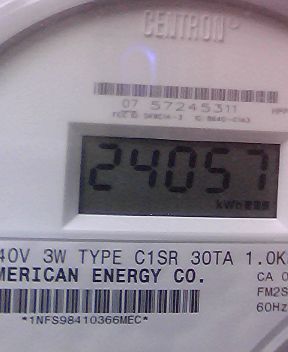 CENTRON
07 57245311
24057
kWh
40V 3W TYPE C1SR 30TA 1.0K
MERICAN ENERGY CO.
CA 0
FM2S
60Hz
*1NFS98410366MEC*